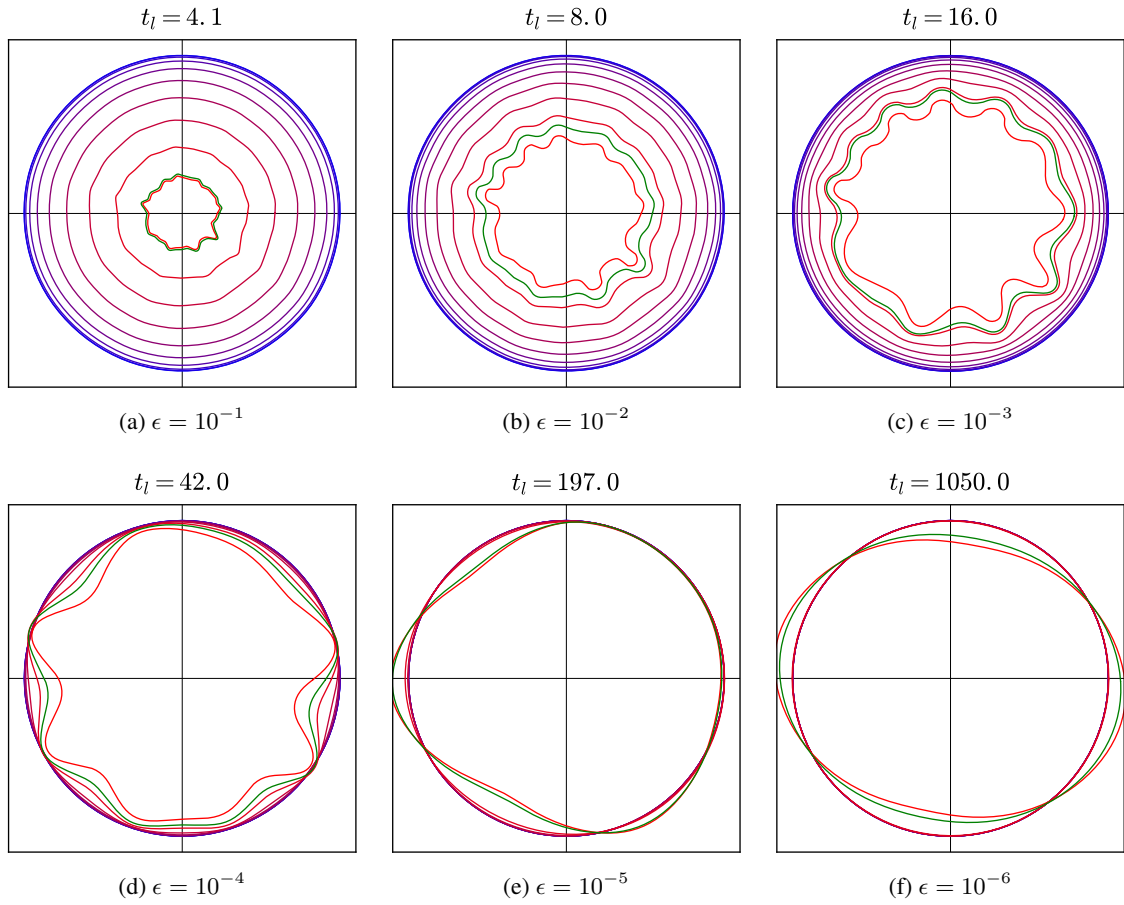 t_l = 4.1
t_l = 8.0
t_l = 16.0
(a) ϵ = 10⁻¹
(b) ϵ = 10⁻²
(c) ϵ = 10⁻³
t_l = 42.0
t_l = 197.0
t_l = 1050.0
(d) ϵ = 10⁻⁴
(e) ϵ = 10⁻⁵
(f) ϵ = 10⁻⁶